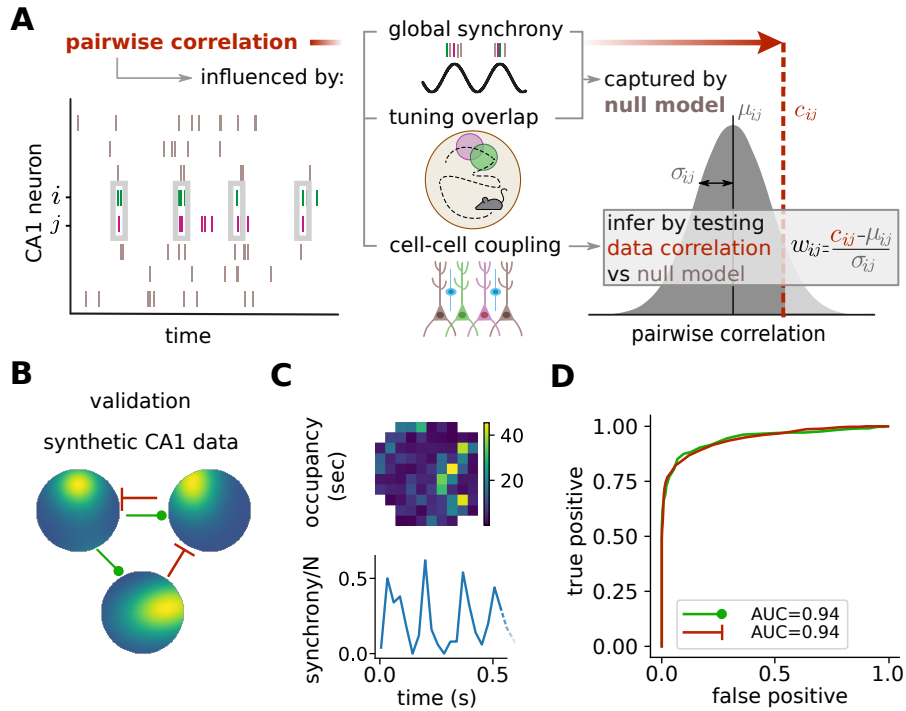 A
pairwise correlation
influenced by:
global synchrony
tuning overlap
cell-cell coupling
captured by
null model
μij
cij
σij
CA1 neuron
i
j
time
infer by testing
data correlation
vs null model
wij=cij-μij/σij
pairwise correlation
B
validation
synthetic CA1 data
C
occupancy
(sec)
40
20
synchrony/N
0.5
0.0
0.0
0.5
time (s)
D
true positive
1.00
0.75
0.50
0.25
0.00
AUC=0.94
AUC=0.94
0.0
0.5
1.0
false positive